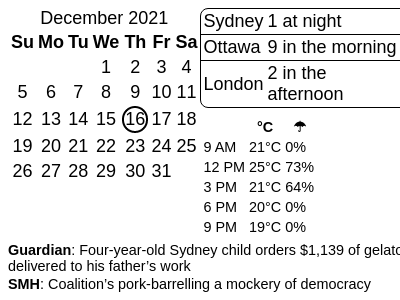 December 2021
Su Mo Tu We Th Fr Sa
1 2 3 4
5 6 7 8 9 10 11
12 13 14 15 16 17 18
19 20 21 22 23 24 25
26 27 28 29 30 31
Sydney 1 at night
Ottawa 9 in the morning
London 2 in the
afternoon
°C ☂
9 AM 21°C 0%
12 PM 25°C 73%
3 PM 21°C 64%
6 PM 20°C 0%
9 PM 19°C 0%
Guardian: Four-year-old Sydney child orders $1,139 of gelato
delivered to his father’s work
SMH: Coalition’s pork-barrelling a mockery of democracy